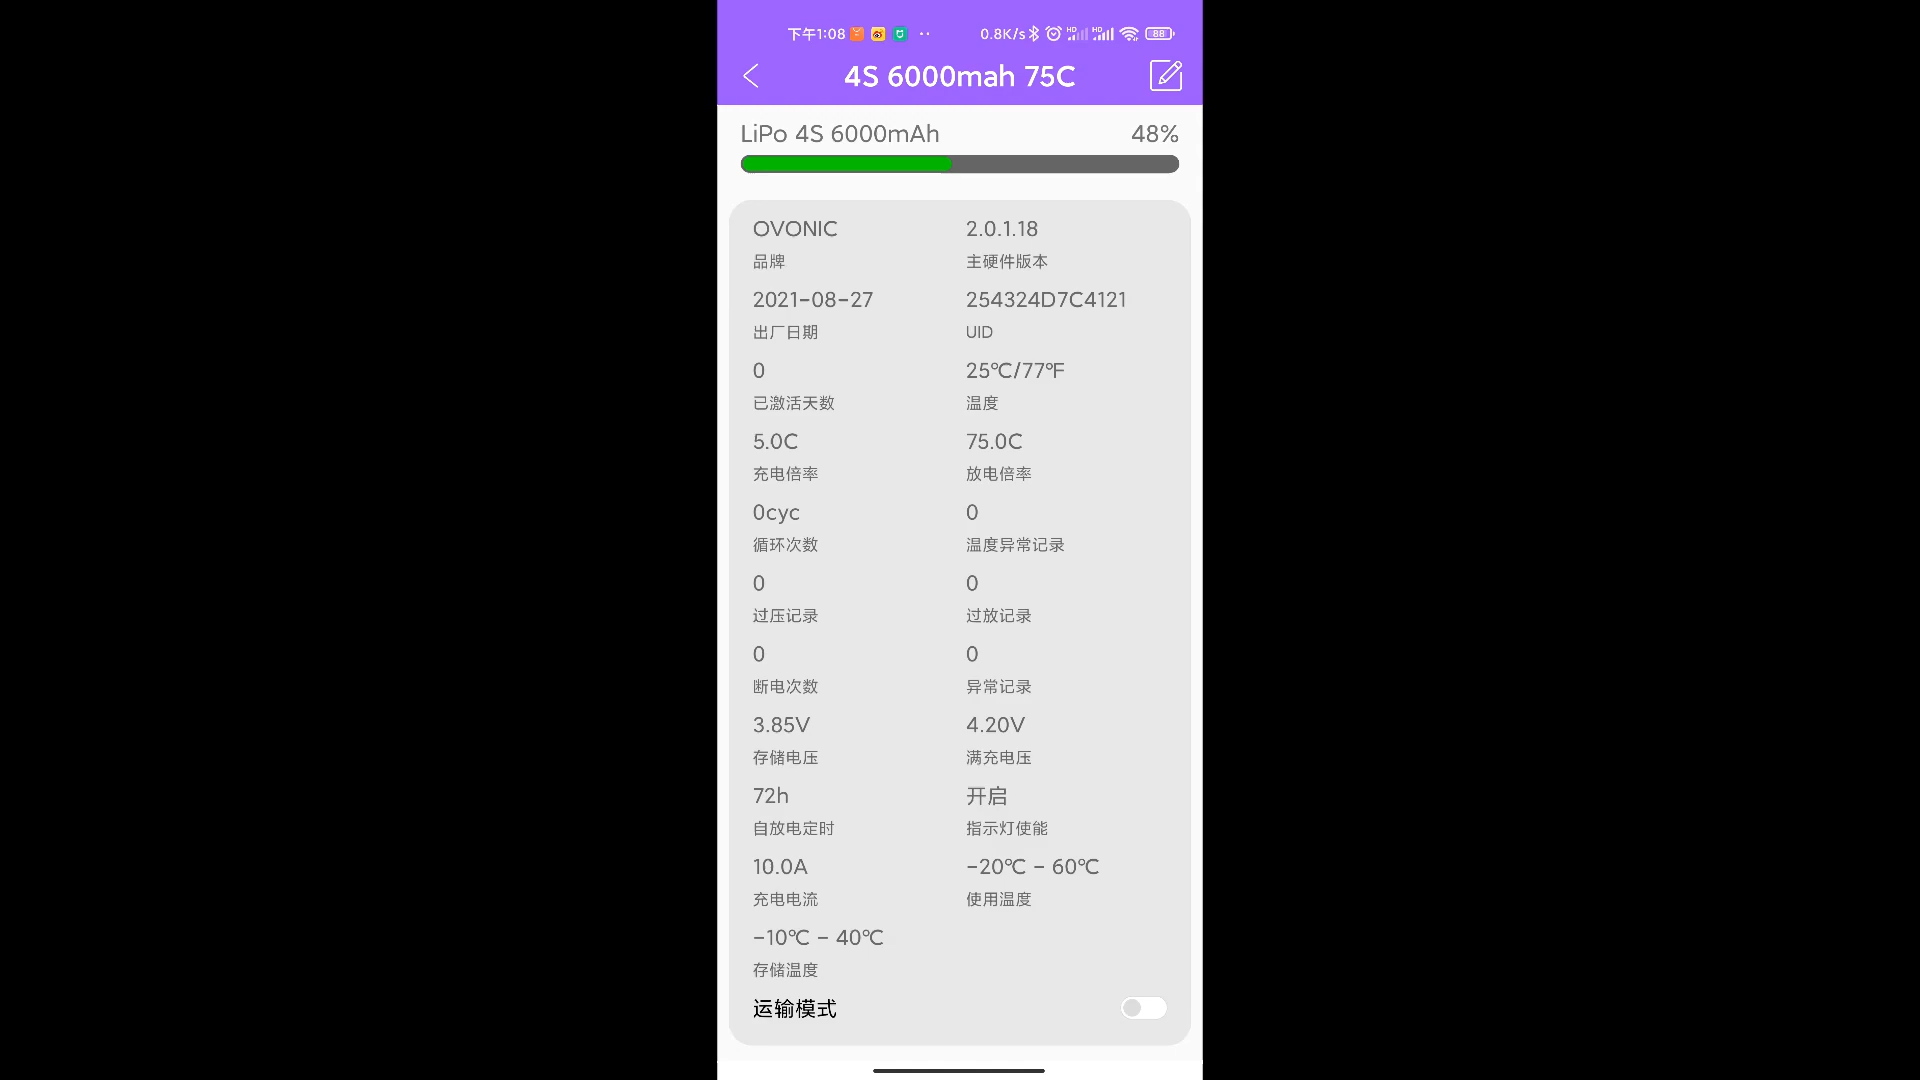 下午1:08 0.8K/s HD HD 88
4S 6000mah 75C
LiPo 4S 6000mAh 48%
OVONIC 2.0.1.18
品牌 主硬件版本
2021-08-27 254324D7C4121
出厂日期 UID
0 25℃/77℉
已激活天数 温度
5.0C 75.0C
充电倍率 放电倍率
0cyc 0
循环次数 温度异常记录
0 0
过压记录 过放记录
0 0
断电次数 异常记录
3.85V 4.20V
存储电压 满充电压
72h 开启
自放电定时 指示灯使能
10.0A -20℃ - 60℃
充电电流 使用温度
-10℃ - 40℃
存储温度
运输模式